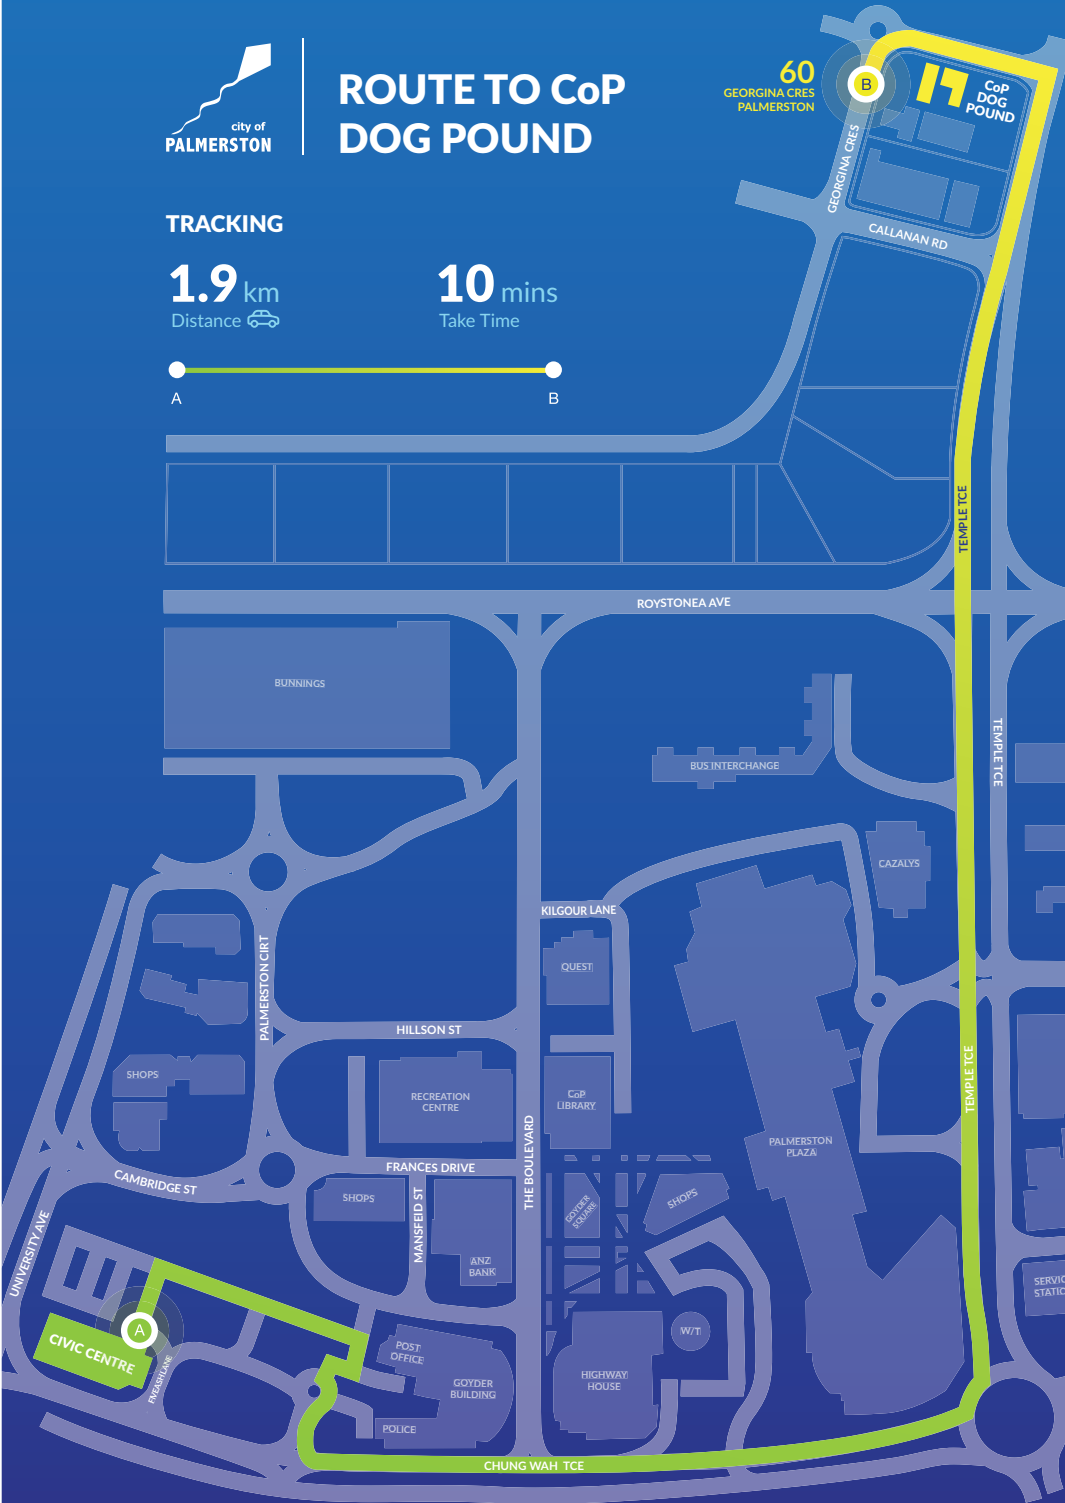 city of
PALMERSTON
ROUTE TO CoP
DOG POUND
60
GEORGINA CRES
PALMERSTON
B
CoP
DOG
POUND
GEORGINA CRES
CALLANAN RD
TRACKING
1.9 km
Distance
10 mins
Take Time
A
B
TEMPLE TCE
ROYSTONEA AVE
BUNNINGS
BUS INTERCHANGE
TEMPLE TCE
CAZALYS
KILGOUR LANE
QUEST
PALMERSTON CIRT
HILLSON ST
SHOPS
RECREATION
CENTRE
CoP
LIBRARY
TEMPLE TCE
THE BOULEVARD
PALMERSTON
PLAZA
FRANCES DRIVE
CAMBRIDGE ST
SHOPS
MANSFEID ST
GOYDER
SQUARE
SHOPS
UNIVERSITY AVE
ANZ
BANK
SERVIC
STATIO
A
CIVIC CENTRE
FMEASH LANE
POST
OFFICE
W/T
GOYDER
BUILDING
HIGHWAY
HOUSE
POLICE
CHUNG WAH TCE